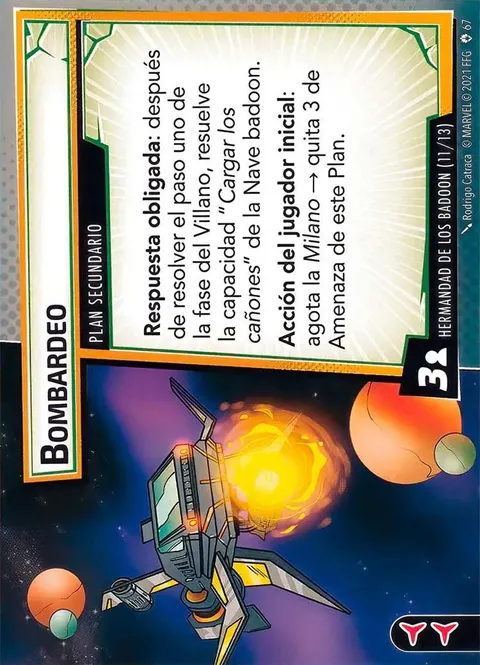 BOMBARDEO
PLAN SECUNDARIO
Respuesta obligada: después
de resolver el paso uno de
la fase del Villano, resuelve
la capacidad “Cargar los
cañones” de la Nave badoon.
Acción del jugador inicial:
agota la Milano → quita 3 de
Amenaza de este Plan.
3
HERMANDAD DE LOS BADOON (11/13)
Rodrigo Catraca © MARVEL © 2021 FFG 67